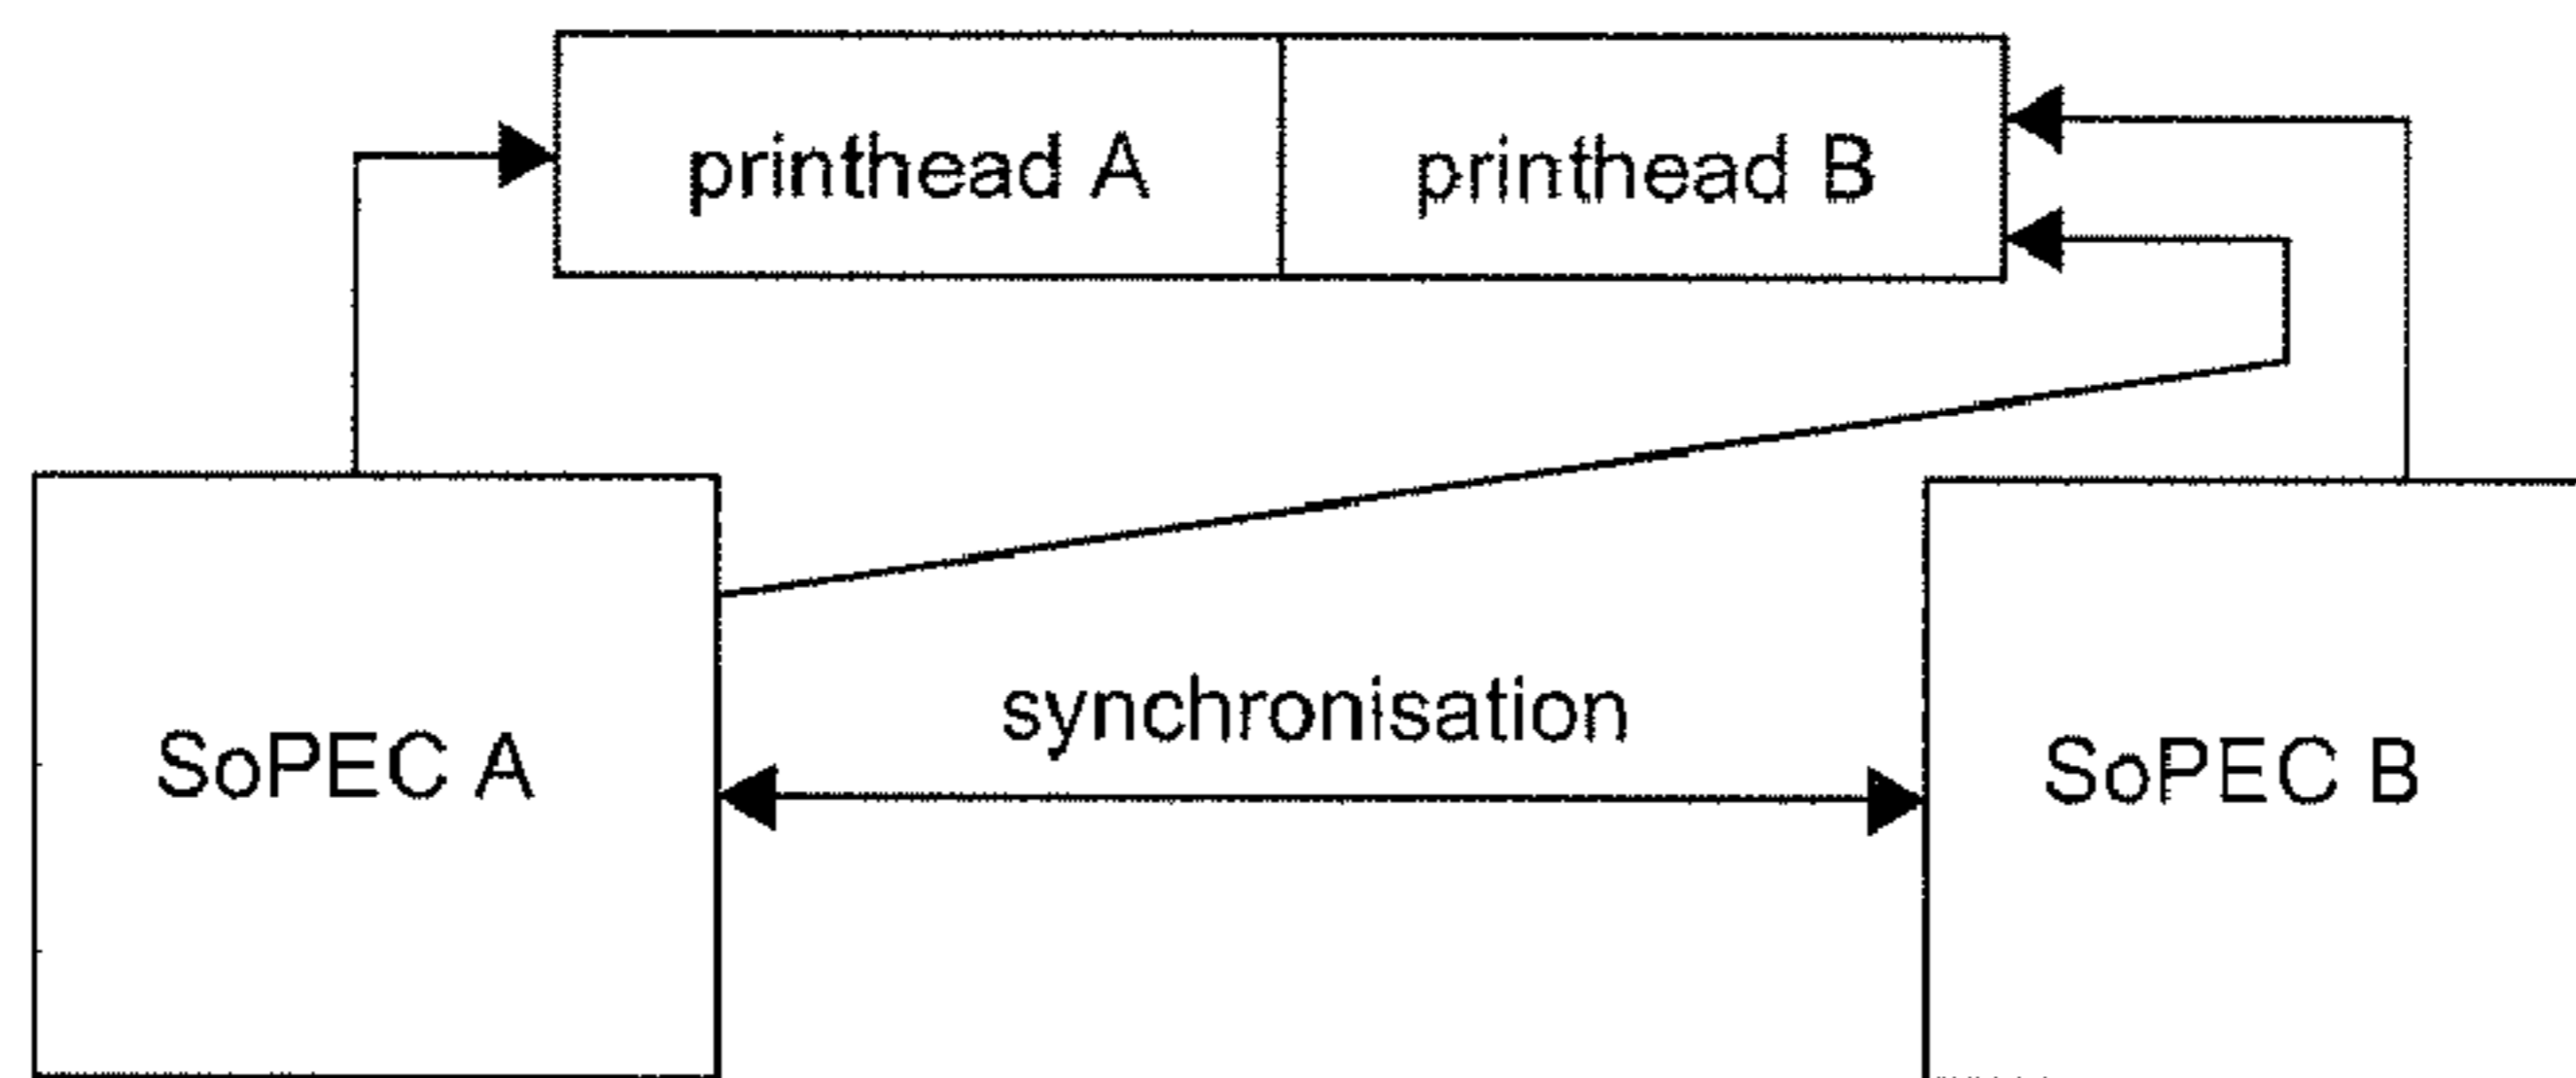 printhead A
printhead B
synchronisation
SoPEC A
SoPEC B